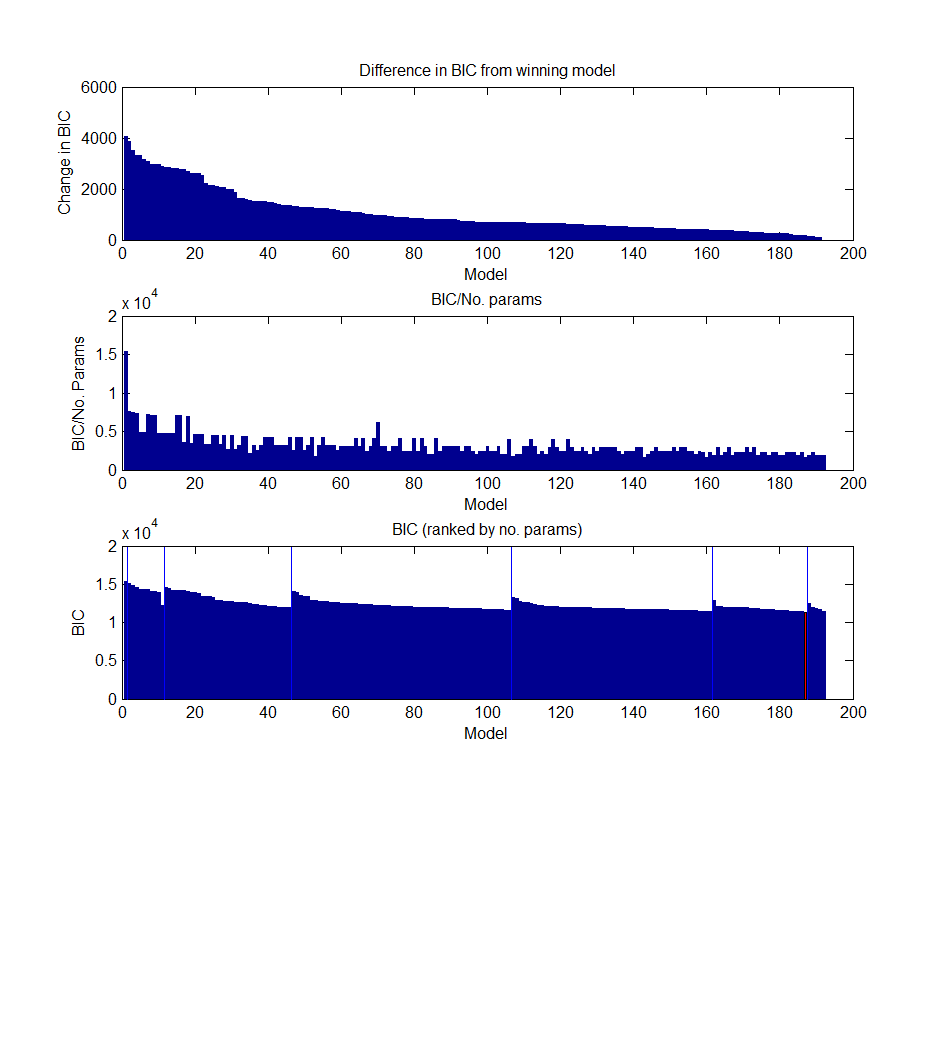 Difference in BIC from winning model
6000
4000
2000
0
Change in BIC
0 20 40 60 80 100 120 140 160 180 200
Model
BIC/No. params
x 10^4
2
1.5
1
0.5
0
BIC/No. Params
0 20 40 60 80 100 120 140 160 180 200
Model
BIC (ranked by no. params)
x 10^4
2
1.5
1
0.5
0
BIC
0 20 40 60 80 100 120 140 160 180 200
Model